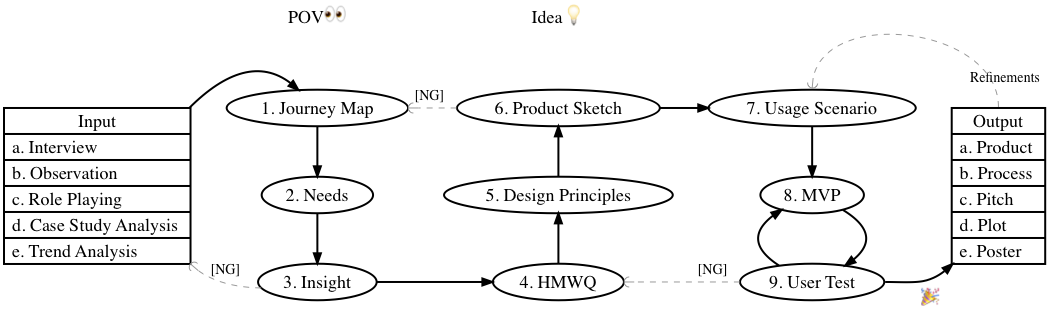 POV👀
Idea💡
Input
a. Interview
b. Observation
c. Role Playing
d. Case Study Analysis
e. Trend Analysis
1. Journey Map
2. Needs
3. Insight
[NG]
[NG]
6. Product Sketch
5. Design Principles
4. HMWQ
[NG]
7. Usage Scenario
8. MVP
9. User Test
🎉
Refinements
Output
a. Product
b. Process
c. Pitch
d. Plot
e. Poster